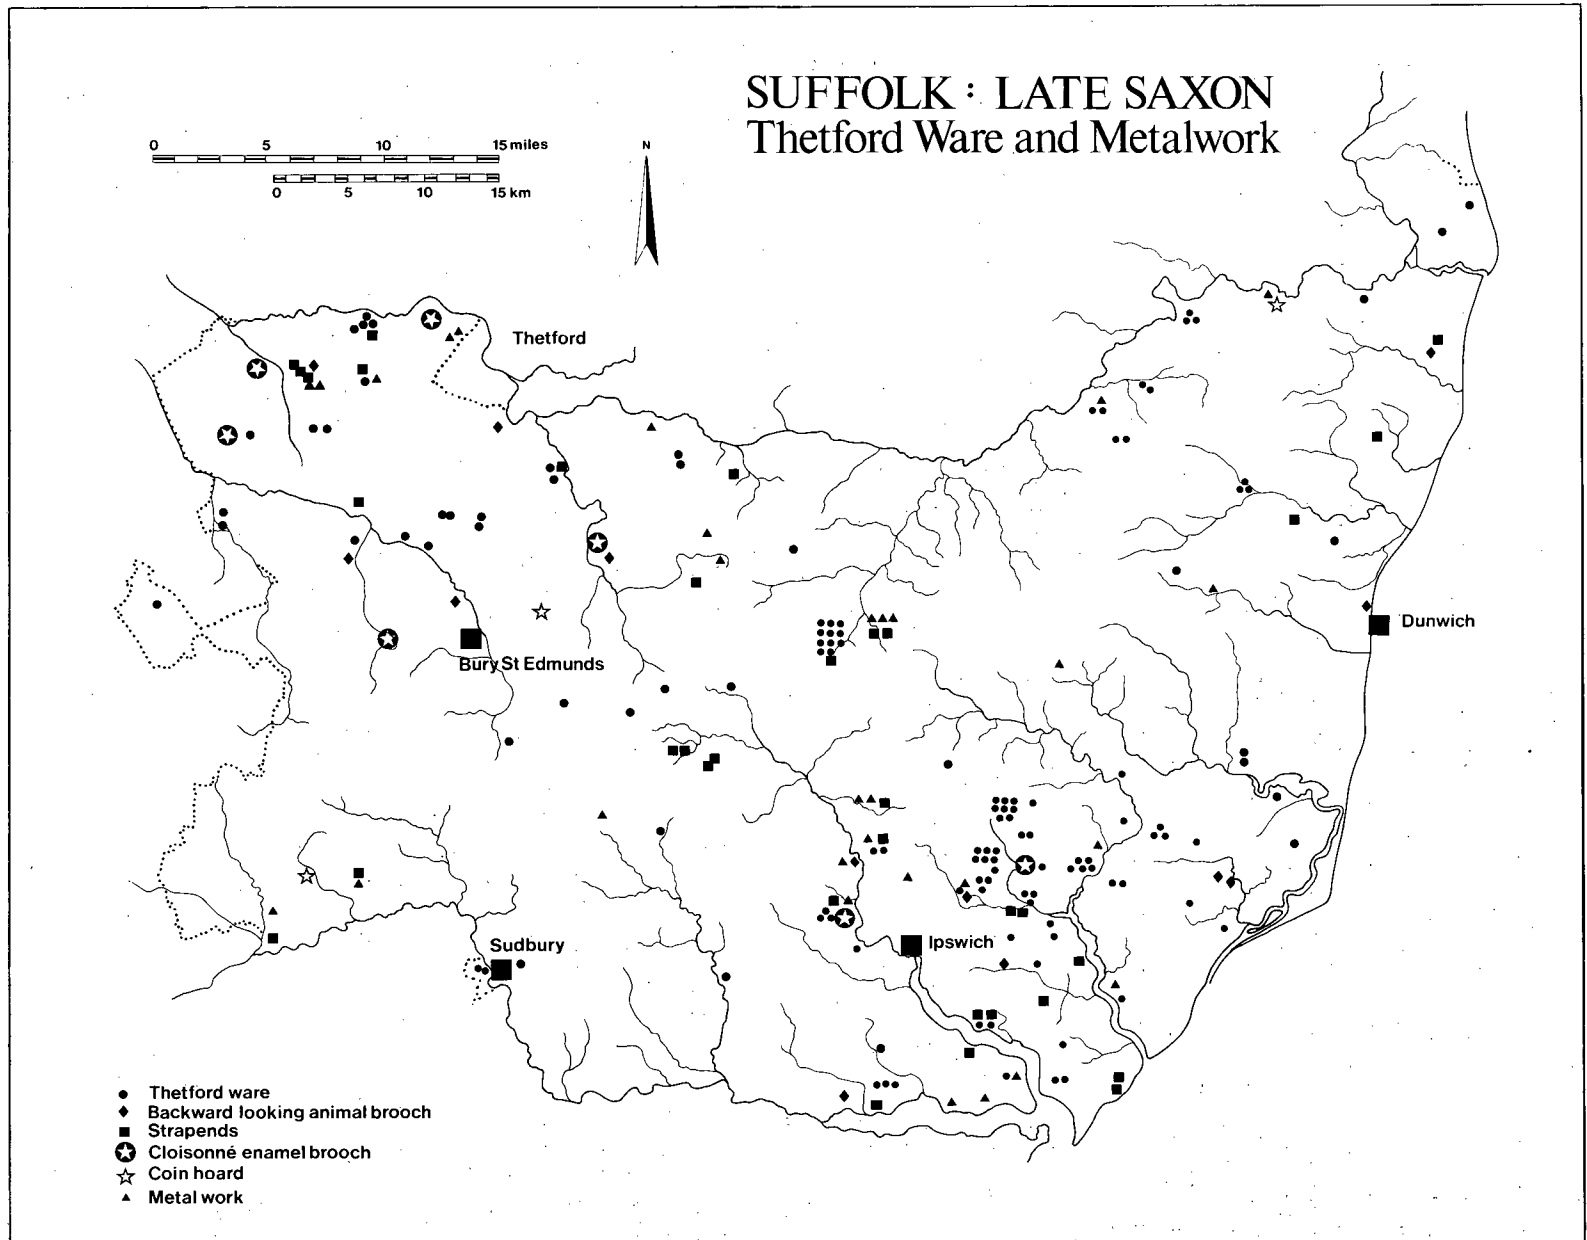 SUFFOLK : LATE SAXON
Thetford Ware and Metalwork
0 5 10 15 miles
0 5 10 15 km
N
Thetford
Dunwich
Bury St Edmunds
Ipswich
Sudbury
Thetford ware
Backward looking animal brooch
Strapends
Cloisonné enamel brooch
Coin hoard
Metal work